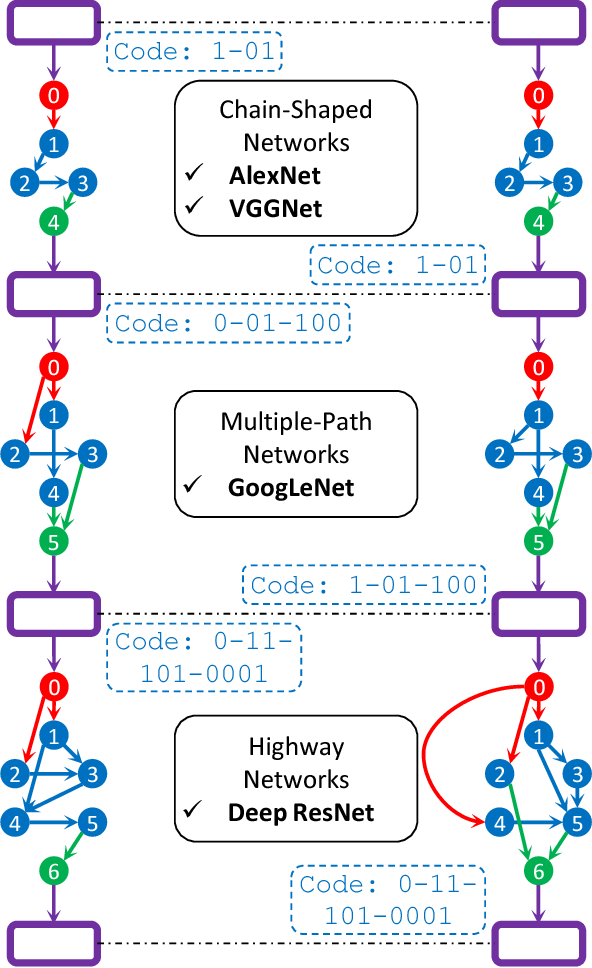 Code: 1-01
0
1
2 3
4
Chain-Shaped
Networks
✓ AlexNet
✓ VGGNet
0
1
2 3
4
Code: 1-01
Code: 0-01-100
0
1
2 3
4
5
Multiple-Path
Networks
✓ GoogLeNet
0
1
2 3
4
5
Code: 1-01-100
Code: 0-11-
101-0001
0
1
2 3
4 5
6
Highway
Networks
✓ Deep ResNet
0
1
2 3
4 5
6
Code: 0-11-
101-0001